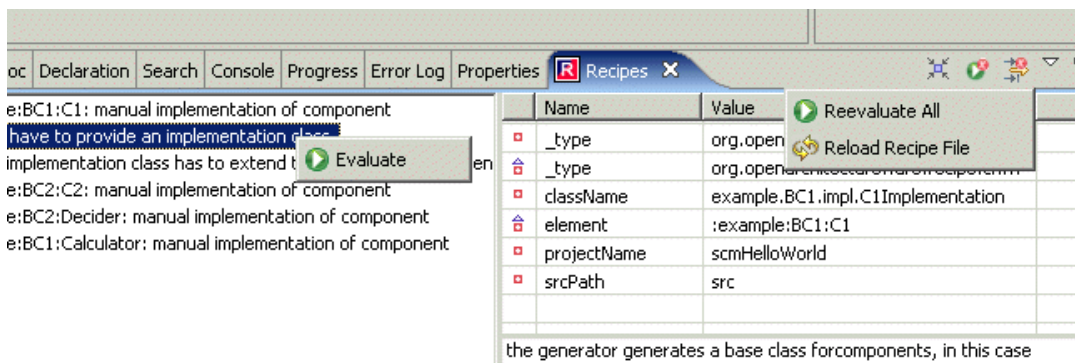 oc Declaration Search Console Progress Error Log Properties R Recipes
e:BC1:C1: manual implementation of component
have to provide an implementation class.
implementation class has to extend t
en
e:BC2:C2: manual implementation of component
e:BC2:Decider: manual implementation of component
e:BC1:Calculator: manual implementation of component
Evaluate
Name Value
_type org.open
_type
className example.BC1.impl.C1Implementation
element :example:BC1:C1
projectName scmHelloWorld
srcPath src
Reevaluate All
Reload Recipe File
the generator generates a base class forcomponents, in this case